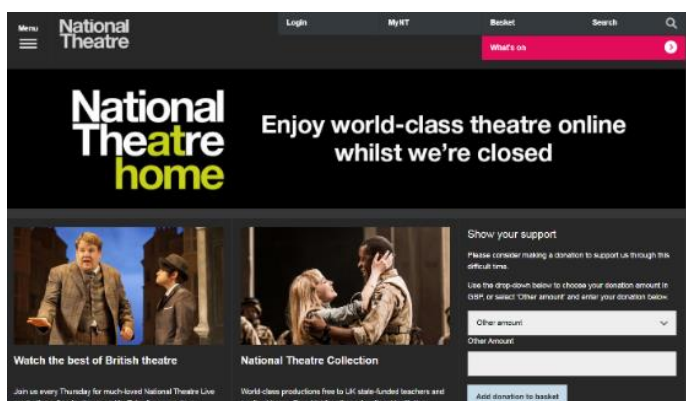 Menu
National
Theatre
Login
MyNT
Basket
Search
What's on
National
Theatre
home
Enjoy world-class theatre online
whilst we're closed
Watch the best of British theatre
Join us every Thursday for much-loved National Theatre Live
National Theatre Collection
World-class productions free to UK state-funded teachers and
Show your support
Please consider making a donation to support us through this
difficult time.
Use the drop-down below to choose your donation amount in
GBP, or select 'Other amount' and enter your donation below.
Other amount
Other Amount
Add donation to basket